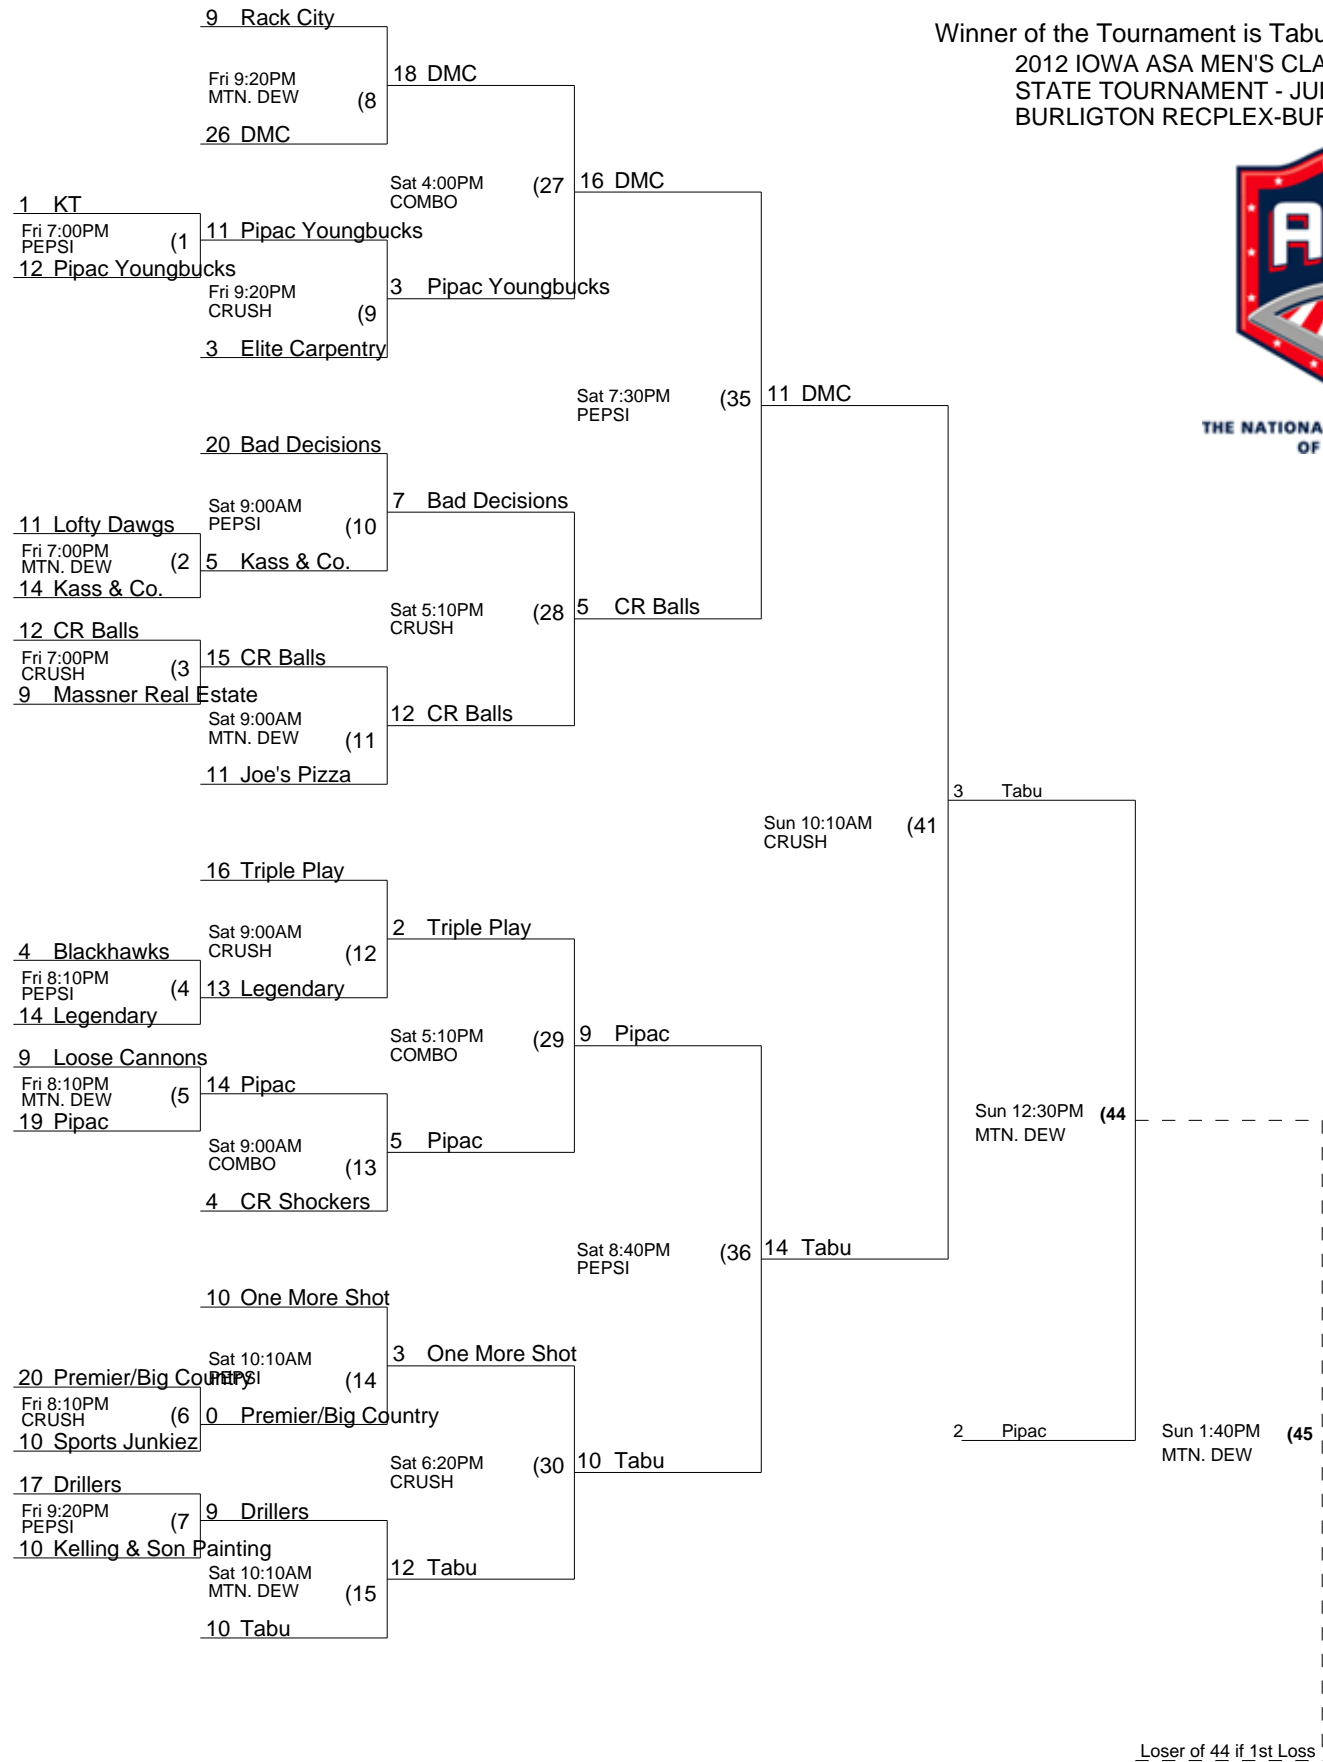 9 Rack City
Winner of the Tournament is Tabu
2012 IOWA ASA MEN'S CLA
STATE TOURNAMENT - JU
BURLIGTON RECPLEX-BUR
Fri 9:20PM
MTN. DEW (8
18 DMC
26 DMC
Sat 4:00PM
COMBO (27
16 DMC
1 KT
Fri 7:00PM
PEPSI (1
11 Pipac Youngbucks
12 Pipac Youngbucks
Fri 9:20PM
CRUSH (9
3 Pipac Youngbucks
3 Elite Carpentry
A
Sat 7:30PM
PEPSI (35
11 DMC
THE NATIONA
OF
20 Bad Decisions
Sat 9:00AM
PEPSI (10
7 Bad Decisions
11 Lofty Dawgs
Fri 7:00PM
MTN. DEW (2
5 Kass & Co.
14 Kass & Co.
Sat 5:10PM
CRUSH (28
5 CR Balls
12 CR Balls
Fri 7:00PM
CRUSH (3
15 CR Balls
9 Massner Real Estate
Sat 9:00AM
MTN. DEW (11
12 CR Balls
11 Joe's Pizza
3 Tabu
Sun 10:10AM
CRUSH (41
16 Triple Play
Sat 9:00AM
CRUSH (12
2 Triple Play
4 Blackhawks
Fri 8:10PM
PEPSI (4
13 Legendary
14 Legendary
Sat 5:10PM
COMBO (29
9 Pipac
9 Loose Cannons
Fri 8:10PM
MTN. DEW (5
14 Pipac
19 Pipac
Sat 9:00AM
COMBO (13
5 Pipac
4 CR Shockers
Sun 12:30PM (44
MTN. DEW
Sat 8:40PM
PEPSI (36
14 Tabu
10 One More Shot
Sat 10:10AM
PEPSI (14
3 One More Shot
20 Premier/Big Country
Fri 8:10PM
CRUSH (6
0 Premier/Big Country
10 Sports Junkiez
2 Pipac
Sun 1:40PM (45
MTN. DEW
Sat 6:20PM
CRUSH (30
10 Tabu
17 Drillers
Fri 9:20PM
PEPSI (7
9 Drillers
10 Kelling & Son Painting
Sat 10:10AM
MTN. DEW (15
12 Tabu
10 Tabu
Loser of 44 if 1st Loss